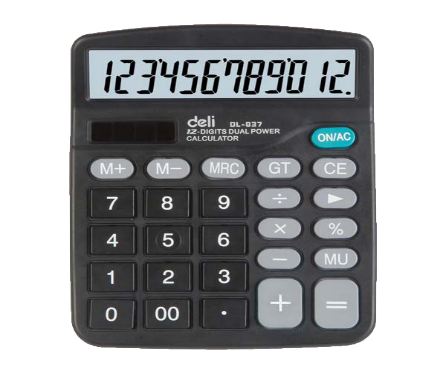 123456789012.
deli DL-837
12-DIGITS DUAL POWER
CALCULATOR
ON/AC
M+ M− MRC GT CE
7 8 9 ÷ ▶
4 5 6 × %
1 2 3 − MU
0 00 · + =